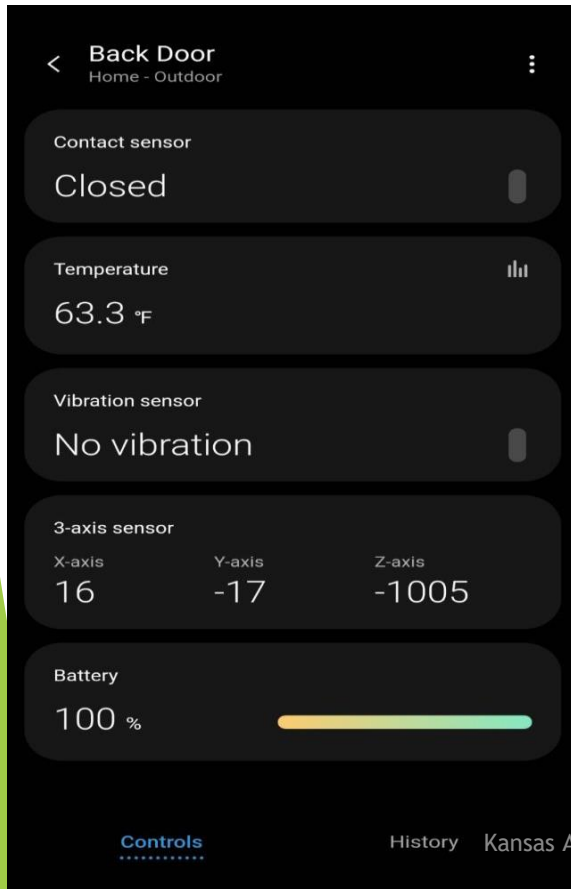 Back Door
Home - Outdoor
Contact sensor
Closed
Temperature
63.3 °F
Vibration sensor
No vibration
3-axis sensor
X-axis Y-axis Z-axis
16 -17 -1005
Battery
100 %
Controls History Kansas A